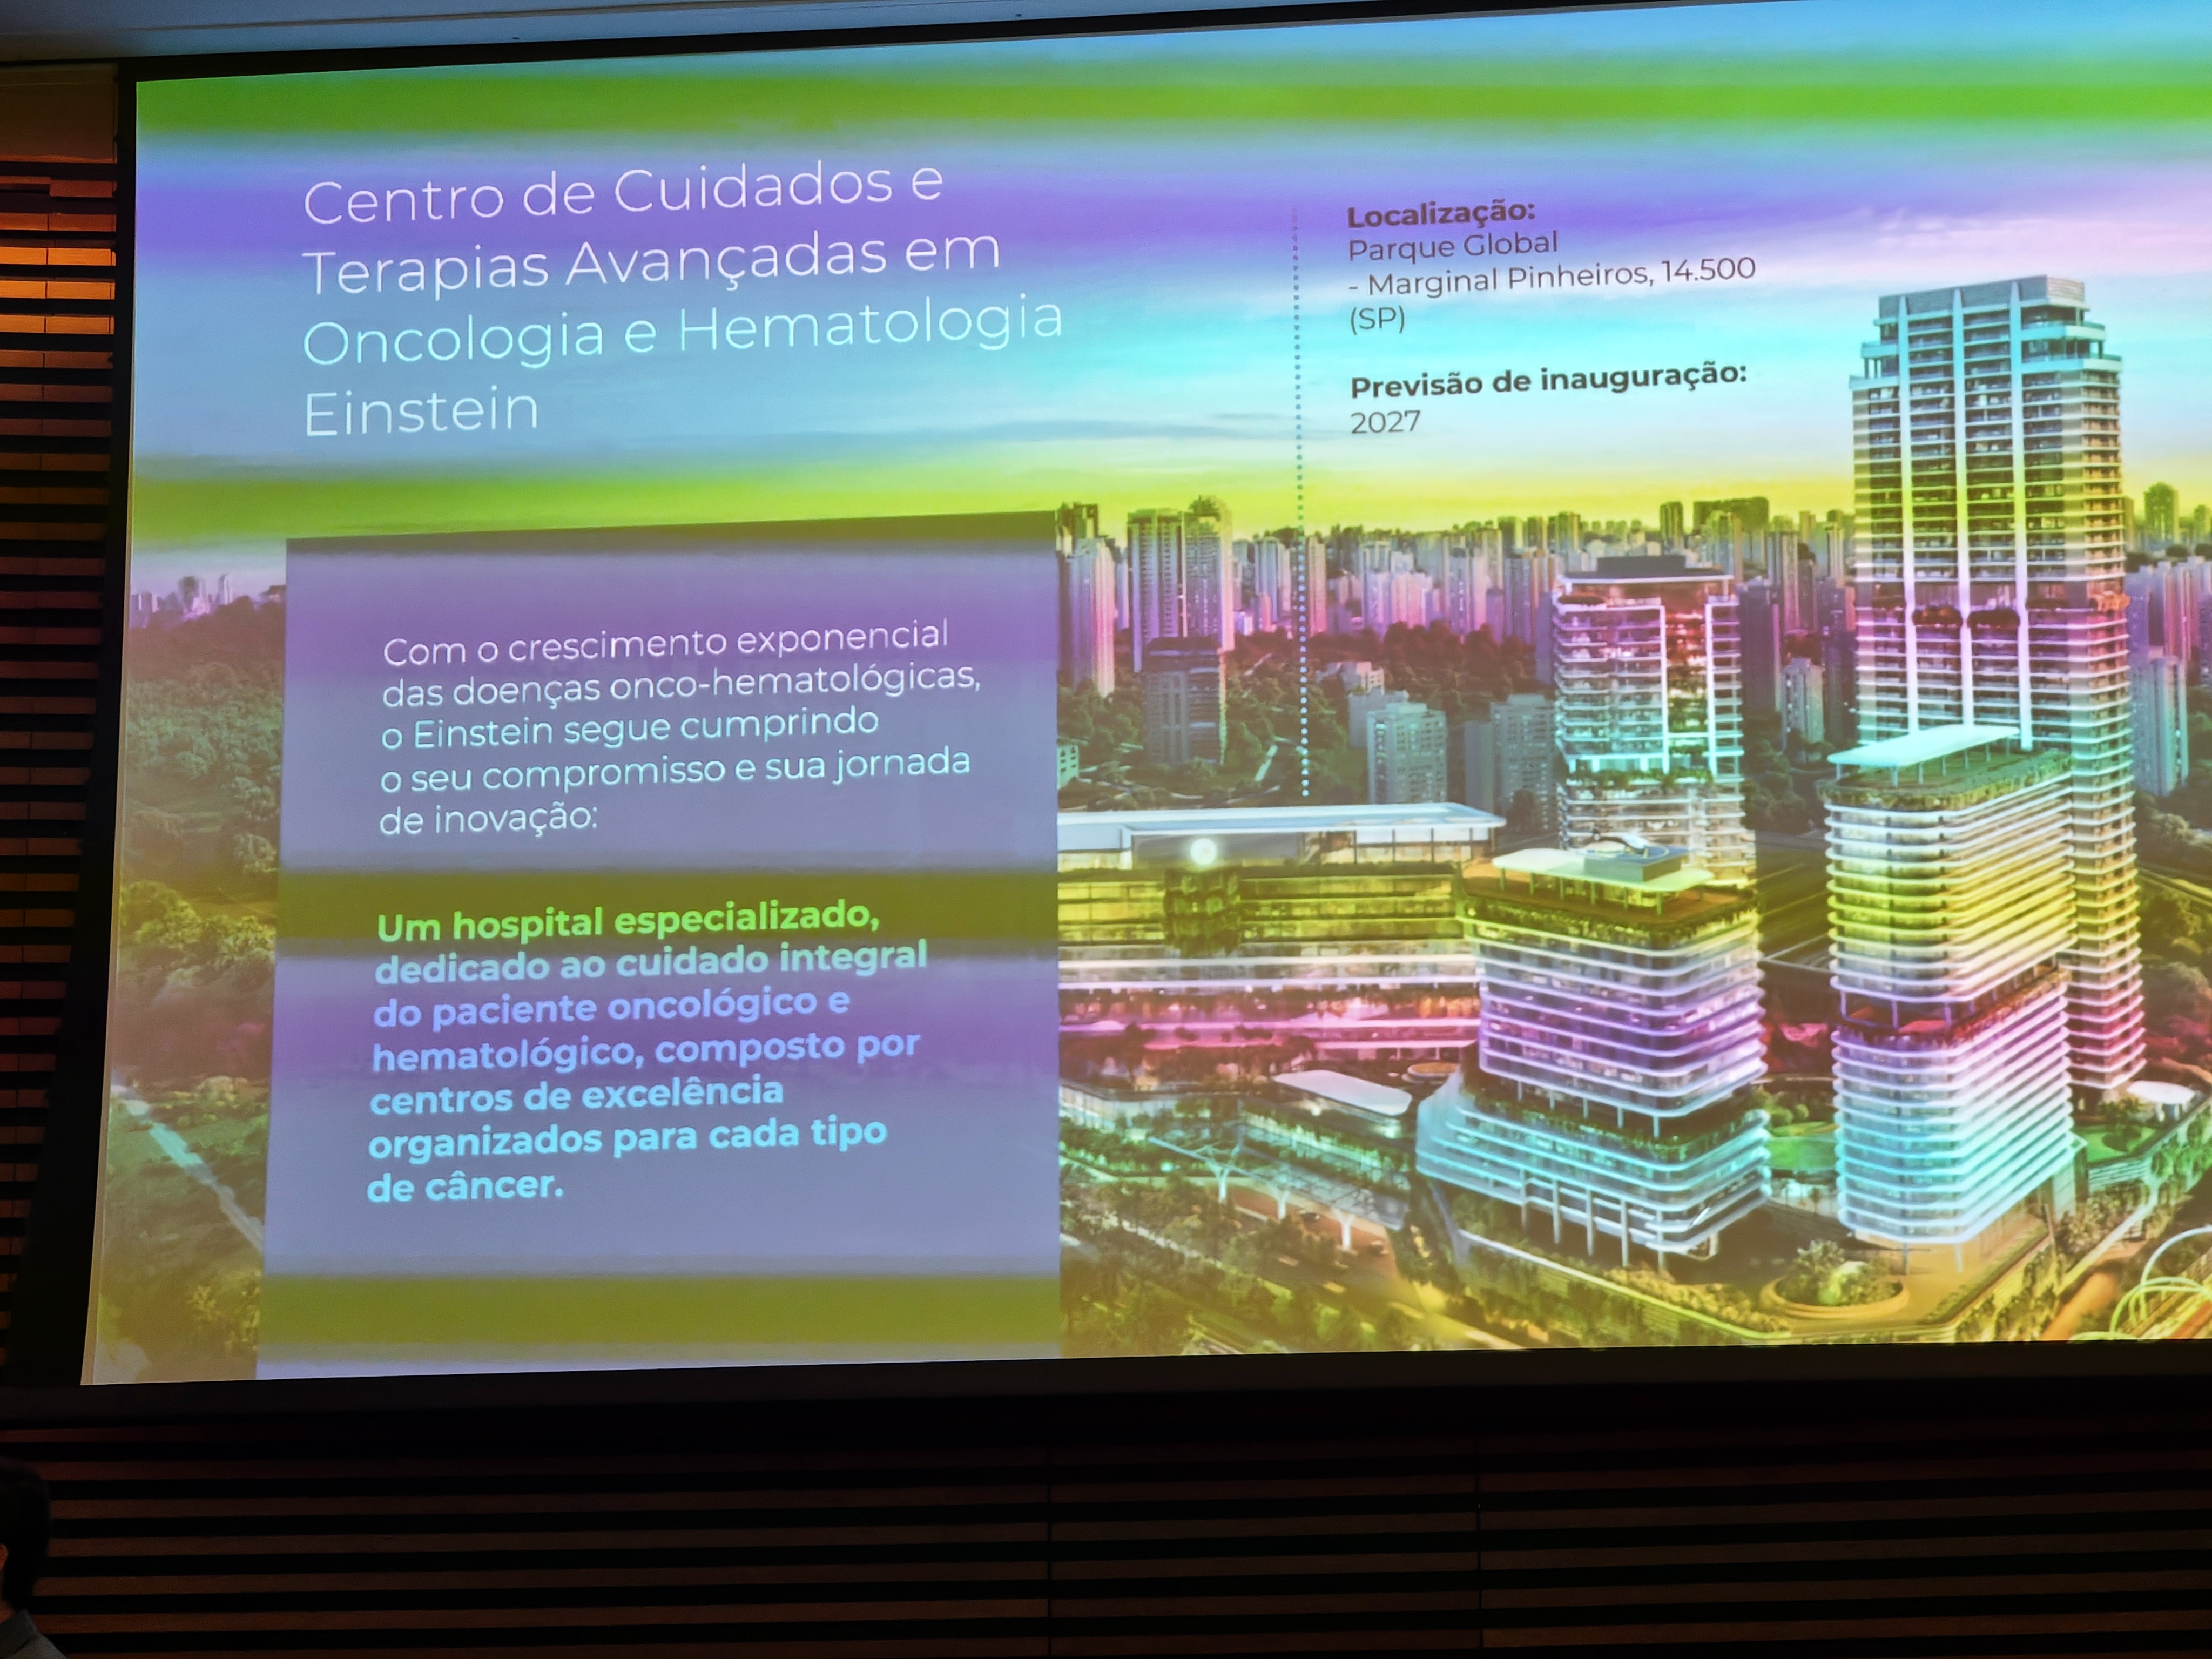 Centro de Cuidados e
Terapias Avançadas em
Oncologia e Hematologia
Einstein
Localização:
Parque Global
- Marginal Pinheiros, 14.500
(SP)
Previsão de inauguração:
2027
Com o crescimento exponencial
das doenças onco-hematológicas,
o Einstein segue cumprindo
o seu compromisso e sua jornada
de inovação:
Um hospital especializado,
dedicado ao cuidado integral
do paciente oncológico e
hematológico, composto por
centros de excelência
organizados para cada tipo
de câncer.